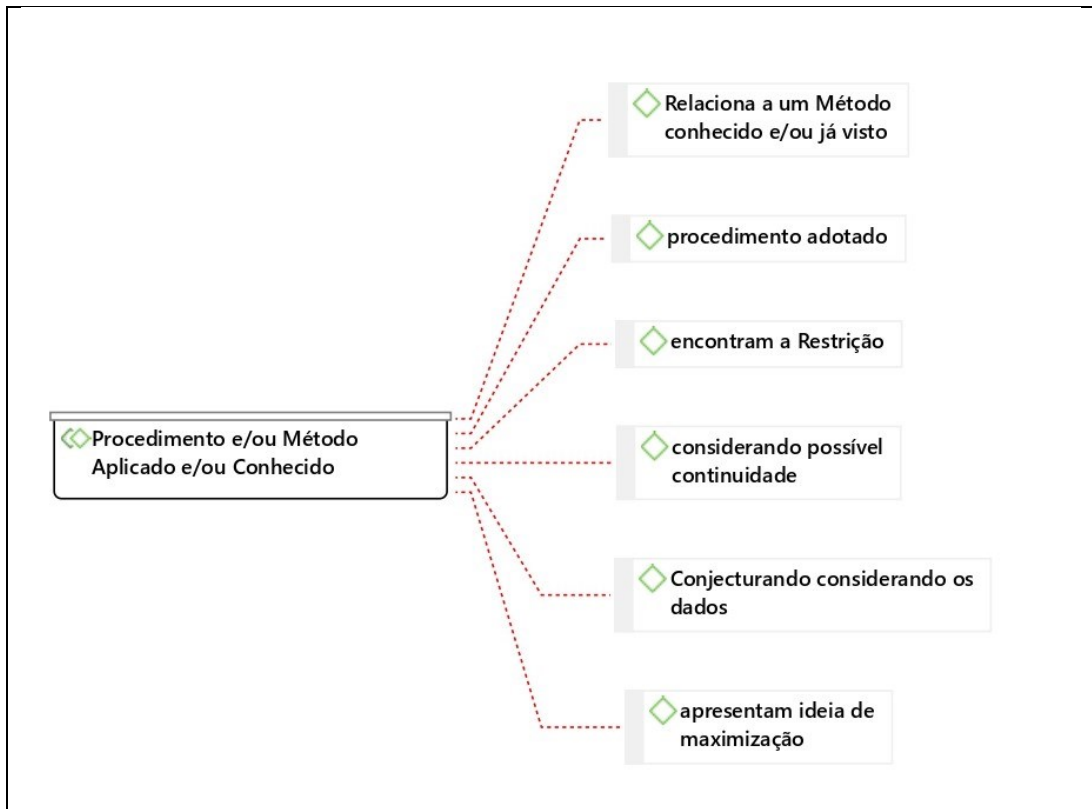 Relaciona a um Método
conhecido e/ou já visto
procedimento adotado
encontram a Restrição
Procedimento e/ou Método
Aplicado e/ou Conhecido
considerando possível
continuidade
Conjecturando considerando os
dados
apresentam ideia de
maximização